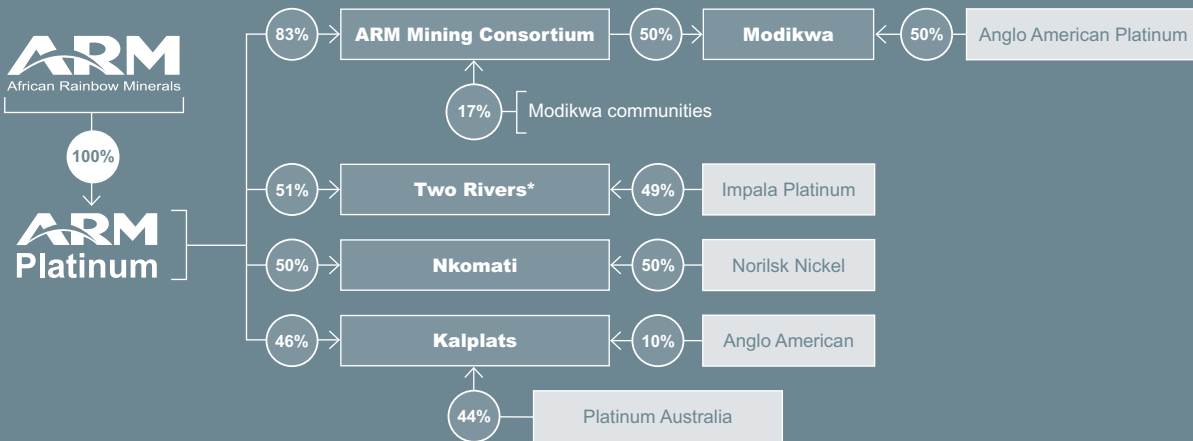 ARM
African Rainbow Minerals
100%
ARM
Platinum
83%
ARM Mining Consortium
50%
Modikwa
50%
Anglo American Platinum
17%
Modikwa communities
51%
Two Rivers*
49%
Impala Platinum
50%
Nkomati
50%
Norilsk Nickel
46%
Kalplats
10%
Anglo American
44%
Platinum Australia